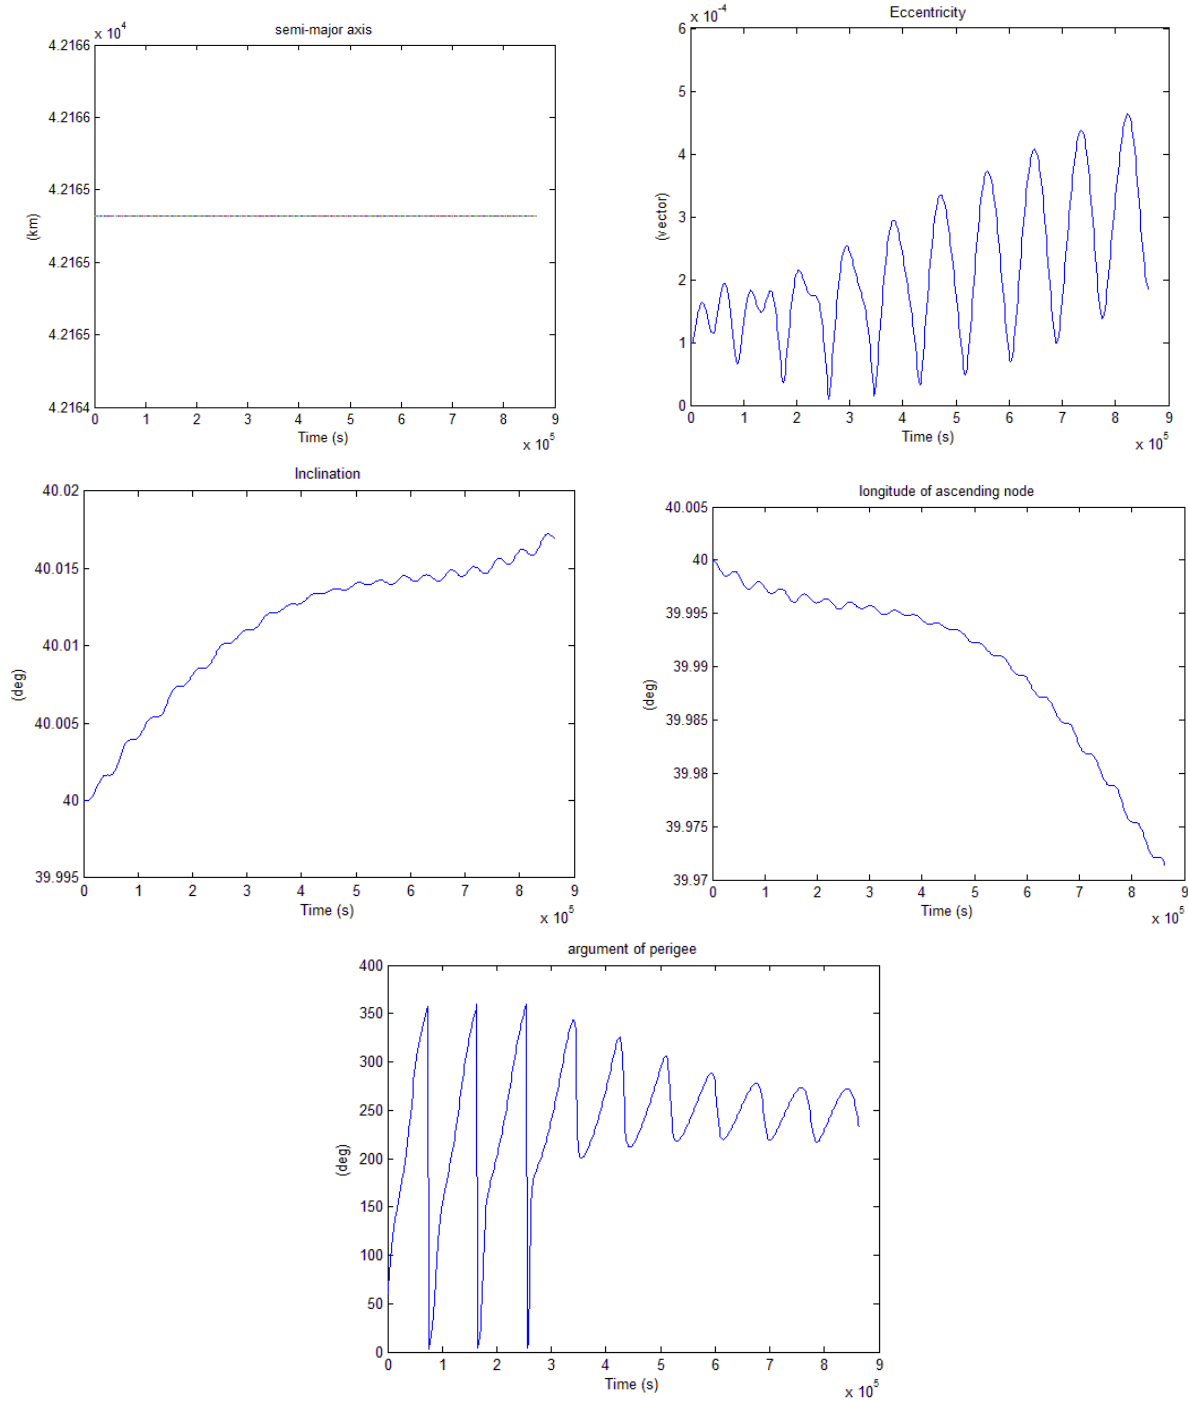 semi-major axis
x 10^4
4.2166
4.2166
4.2165
4.2165
4.2165
4.2164
(km)
0 1 2 3 4 5 6 7 8 9
Time (s)
x 10^5
Eccentricity
x 10^-4
6
5
4
3
2
1
0
(vector)
0 1 2 3 4 5 6 7 8 9
Time (s)
x 10^5
Inclination
40.02
40.015
40.01
40.005
40
39.995
(deg)
0 1 2 3 4 5 6 7 8 9
Time (s)
x 10^5
longitude of ascending node
40.005
40
39.995
39.99
39.985
39.98
39.975
39.97
(deg)
0 1 2 3 4 5 6 7 8 9
Time (s)
x 10^5
argument of perigee
400
350
300
250
200
150
100
50
0
(deg)
0 1 2 3 4 5 6 7 8 9
Time (s)
x 10^5